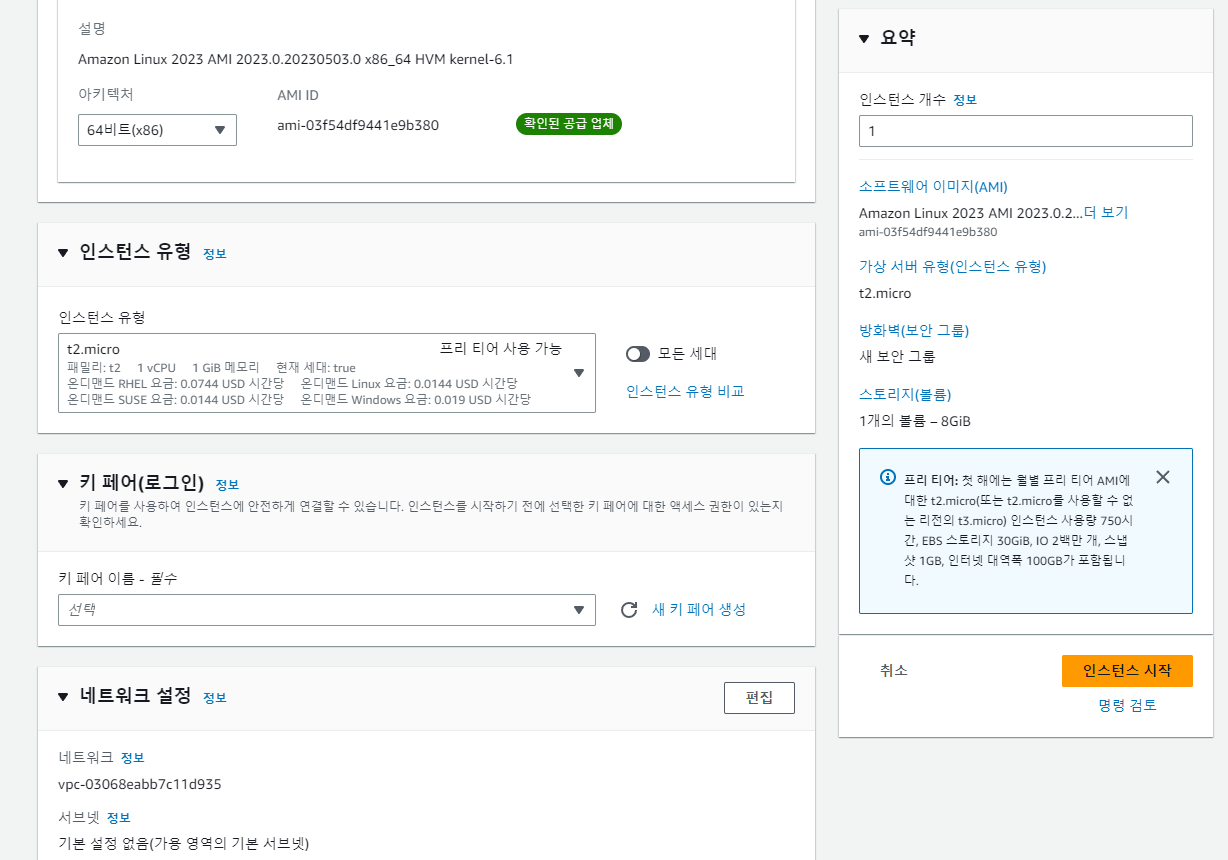 설명
Amazon Linux 2023 AMI 2023.0.20230503.0 x86_64 HVM kernel-6.1
아키텍처
AMI ID
64비트(x86)
ami-03f54df9441e9b380
확인된 공급 업체
인스턴스 유형 정보
인스턴스 유형
t2.micro
프리 티어 사용 가능
패밀리: t2 1 vCPU 1 GiB 메모리 현재 세대: true
온디맨드 RHEL 요금: 0.0744 USD 시간당 온디맨드 Linux 요금: 0.0144 USD 시간당
온디맨드 SUSE 요금: 0.0144 USD 시간당 온디맨드 Windows 요금: 0.019 USD 시간당
모든 세대
인스턴스 유형 비교
키 페어(로그인) 정보
키 페어를 사용하여 인스턴스에 안전하게 연결할 수 있습니다. 인스턴스를 시작하기 전에 선택한 키 페어에 대한 액세스 권한이 있는지
확인하세요.
키 페어 이름 - 필수
선택
새 키 페어 생성
네트워크 설정 정보
편집
네트워크 정보
vpc-03068eabb7c11d935
서브넷 정보
기본 설정 없음(가용 영역의 기본 서브넷)
요약
인스턴스 개수 정보
1
소프트웨어 이미지(AMI)
Amazon Linux 2023 AMI 2023.0.2...더 보기
ami-03f54df9441e9b380
가상 서버 유형(인스턴스 유형)
t2.micro
방화벽(보안 그룹)
새 보안 그룹
스토리지(볼륨)
1개의 볼륨 – 8GiB
프리 티어: 첫 해에는 월별 프리 티어 AMI에
대한 t2.micro(또는 t2.micro를 사용할 수 없
는 리전의 t3.micro) 인스턴스 사용량 750시
간, EBS 스토리지 30GiB, IO 2백만 개, 스냅
샷 1GB, 인터넷 대역폭 100GB가 포함됩니
다.
취소
인스턴스 시작
명령 검토